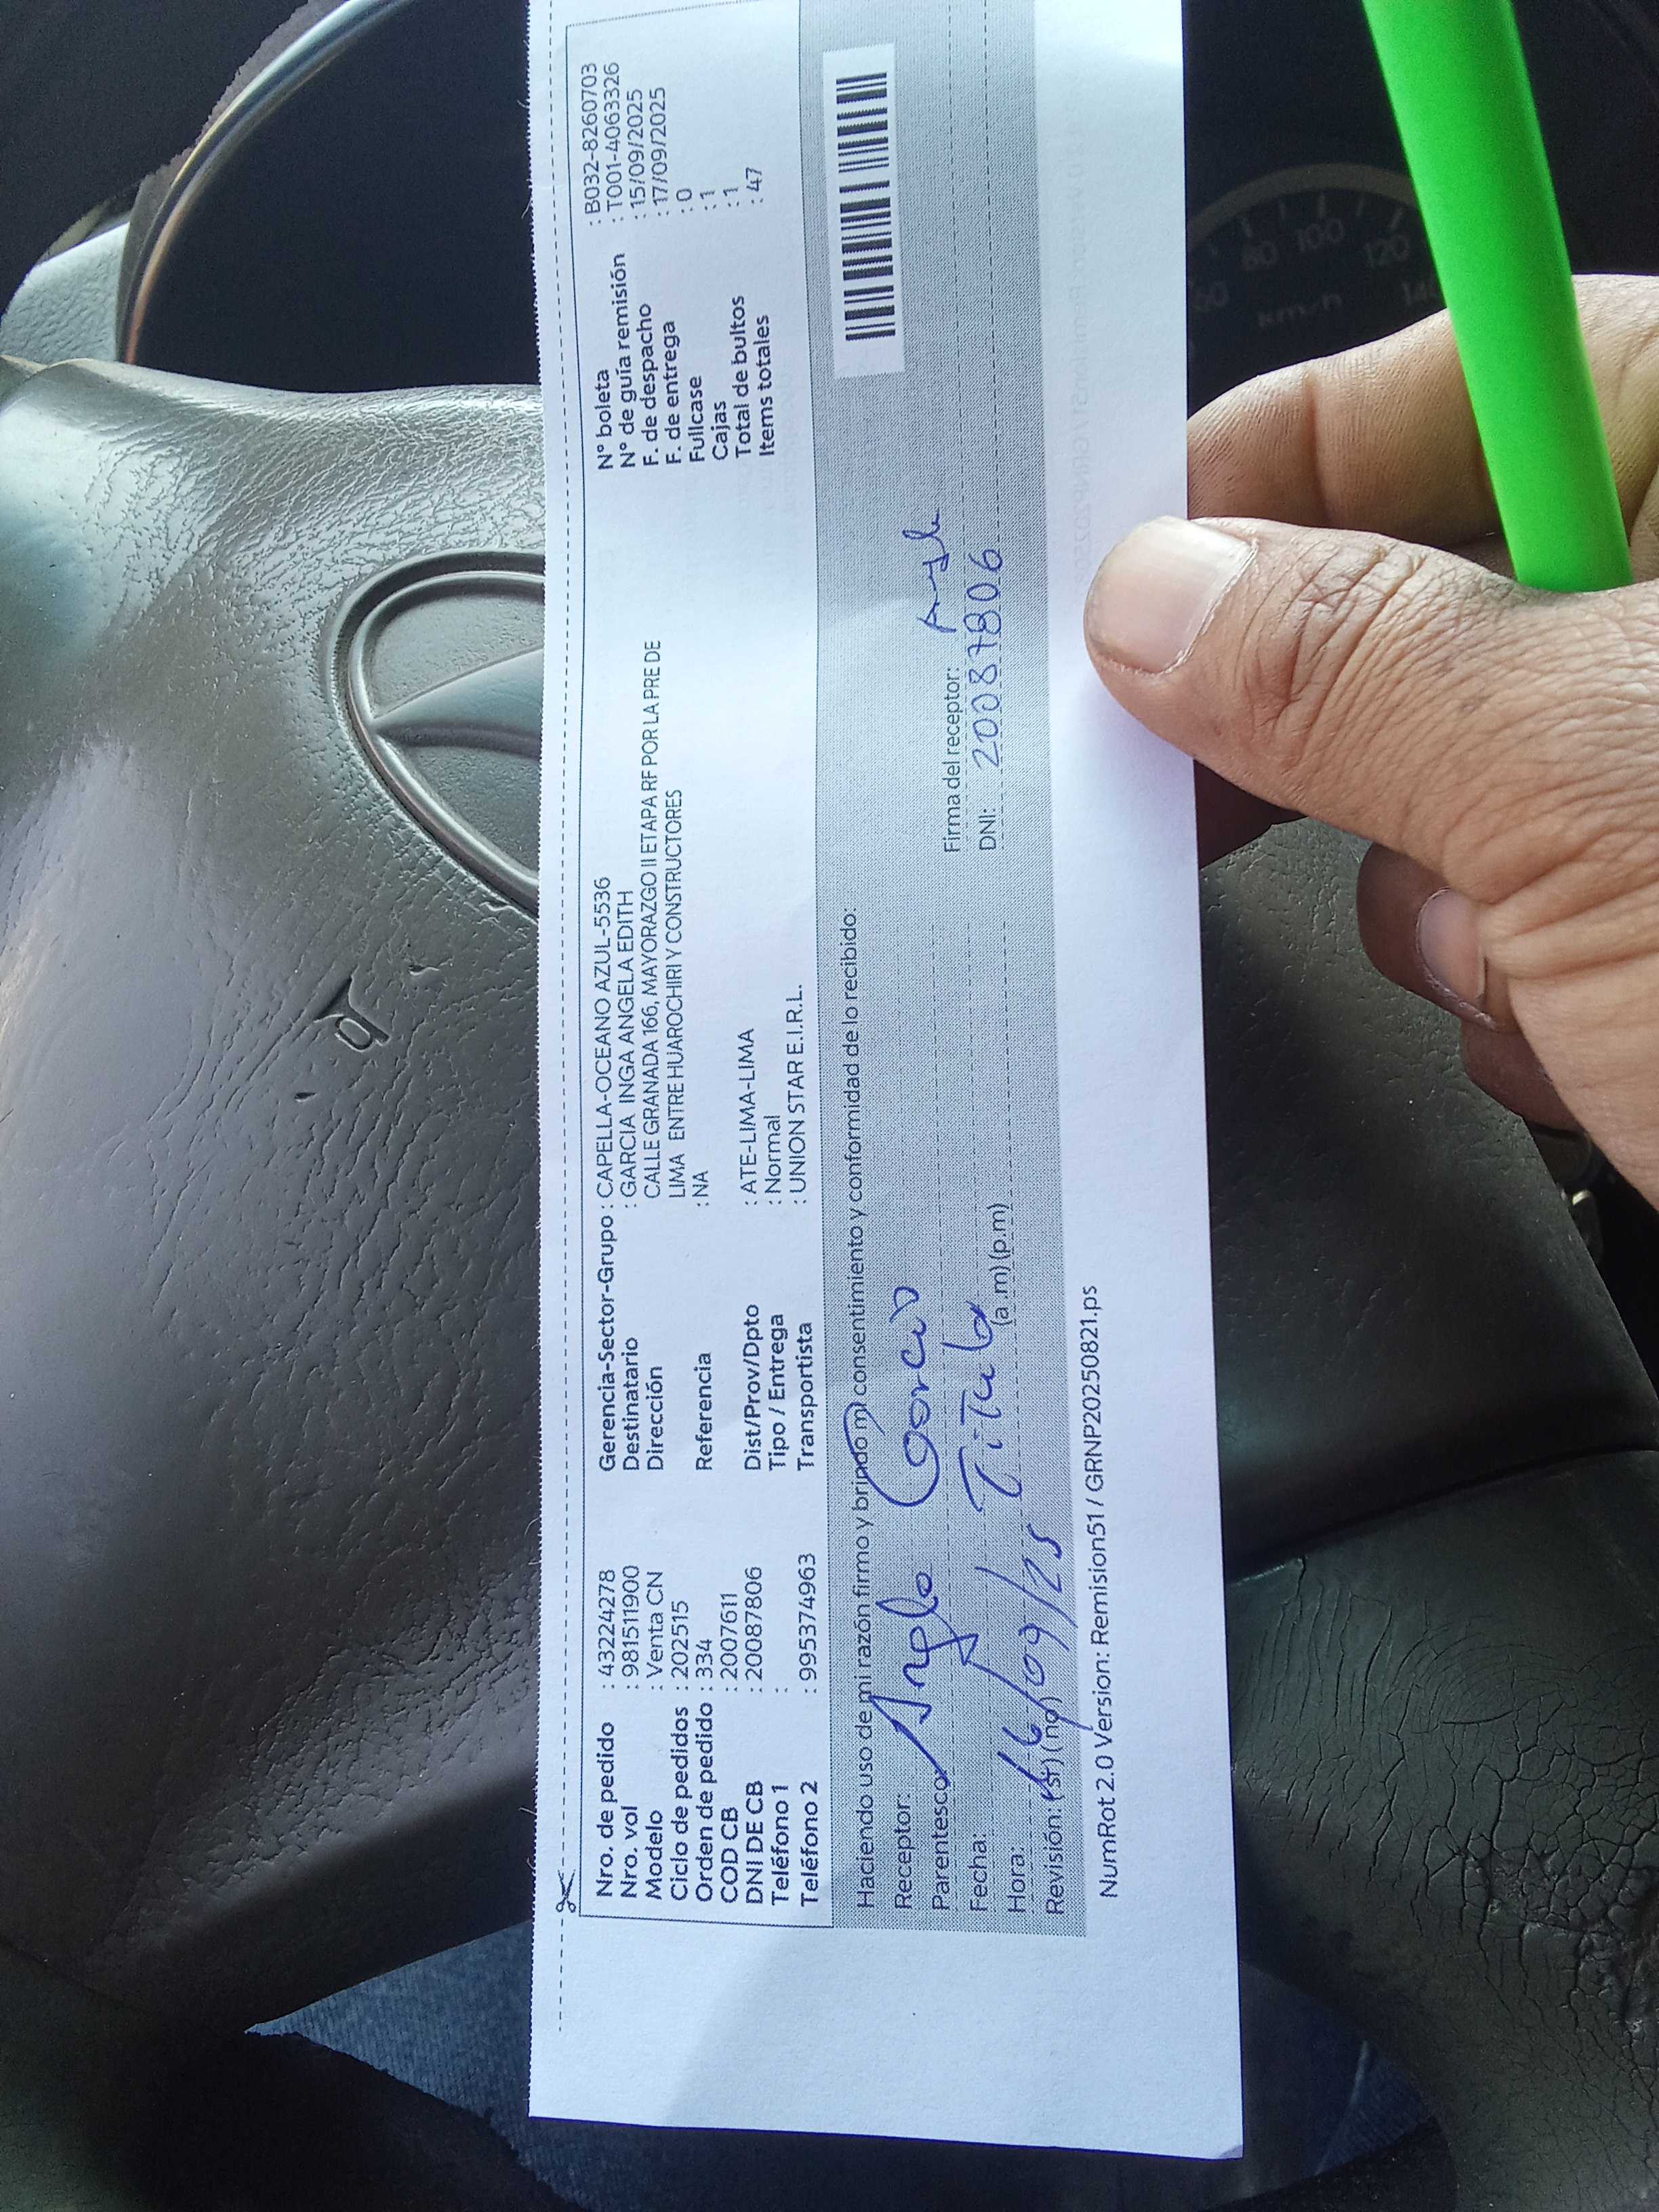 Nro. de pedido : 43224278
Nro. vol : 981511900
Modelo : Venta CN
Ciclo de pedidos : 202515
Orden de pedido : 334
COD CB : 2007611
DNI DE CB : 20087806
Teléfono 1 :
Teléfono 2 : 995374963
Gerencia-Sector-Grupo : CAPELLA-OCEANO AZUL-5536
Destinatario : GARCIA INGA ANGELA EDITH
Dirección CALLE GRANADA 166, MAYORAZGO II ETAPA RF POR LA PRE DE
LIMA ENTRE HUAROCHIRI Y CONSTRUCTORES
Referencia : NA
Dist/Prov/Dpto : ATE-LIMA-LIMA
Tipo / Entrega : Normal
Transportista : UNION STAR E.I.R.L.
N° boleta : B032-8260703
N° de guía remisión : T001-4063326
F. de despacho : 15/09/2025
F. de entrega : 17/09/2025
Fullcase : 0
Cajas : 1
Total de bultos : 1
Items totales : 47
Haciendo uso de mi razón firmo y brindo mi consentimiento y conformidad de lo recibido:
Receptor: Angela Garcia
Parentesco: Titular
Fecha: 16/09/25
Hora: (a .m) (p.m)
Revisión: (si) (no)
Firma del receptor:
DNI: 20087806
NumRot 2.0 Version: Remision51 / GRNP20250821.ps
60 80 100 120 140
km/h